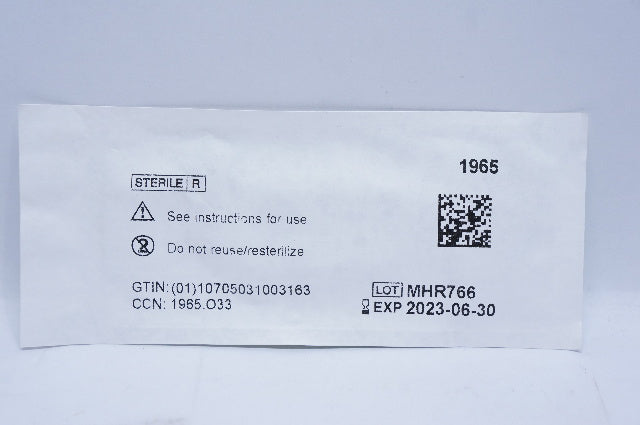 1965
STERILE R
See instructions for use
Do not reuse/resterilize
GTIN: (01)10705031003163
CCN: 1965.O33
LOT MHR766
EXP 2023-06-30